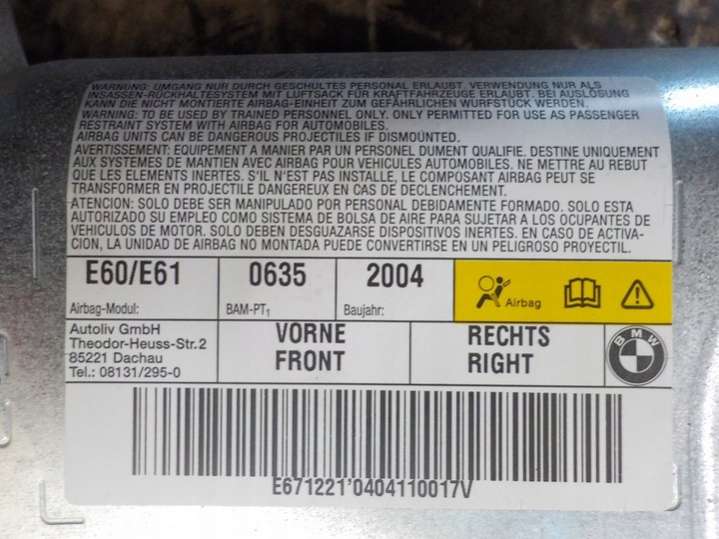 WARNUNG: UMGANG NUR DURCH GESCHULTES PERSONAL ERLAUBT. VERWENDUNG NUR ALS
INSASSEN-RÜCKHALTESYSTEM MIT LUFTSACK FÜR KRAFTFAHRZEUGE ERLAUBT. BEI AUSLÖSUNG
KANN DIE NICHT MONTIERTE AIRBAG-EINHEIT ZUM GEFÄHRLICHEN WURFSTÜCK WERDEN.
WARNING: TO BE USED BY TRAINED PERSONNEL ONLY. ONLY PERMITTED FOR USE AS PASSENGER
RESTRAINT SYSTEM WITH AIRBAG FOR AUTOMOBILES.
AIRBAG UNITS CAN BE DANGEROUS PROJECTILES IF DISMOUNTED.
AVERTISSEMENT: EQUIPEMENT A MANIER PAR UN PERSONEL DUMENT QUALIFIE. DESTINE UNIQUEMENT
AUX SYSTEMES DE MANTIEN AVEC AIRBAG POUR VEHICULES AUTOMOBILES. NE METTRE AU REBUT
QUE LES ELEMENTS INERTES. S'IL N'EST PAS INSTALLE, LE COMPOSANT AIRBAG PEUT SE
TRANSFORMER EN PROJECTILE DANGEREUX EN CAS DE DECLENCHEMENT.
ATENCION: SOLO DEBE SER MANIPULADO POR PERSONAL DEBIDAMENTE FORMADO. SOLO ESTA
AUTORIZADO SU EMPLEO COMO SISTEMA DE BOLSA DE AIRE PARA SUJETAR A LOS OCUPANTES DE
VEHICULOS DE MOTOR. SOLO DEBEN DESGUAZARSE DISPOSITIVOS INERTES. EN CASO DE ACTIVA-
CION, LA UNIDAD DE AIRBAG NO MONTADA PUEDE CONVERTIRSE EN UN PELIGROSO PROYECTIL.
E60/E61 0635 2004
Airbag-Modul: BAM-PT1 Baujahr: Airbag
Autoliv GmbH
Theodor-Heuss-Str.2
85221 Dachau
Tel.: 08131/295-0
VORNE
FRONT
RECHTS
RIGHT
BMW
E671221'0404110017V